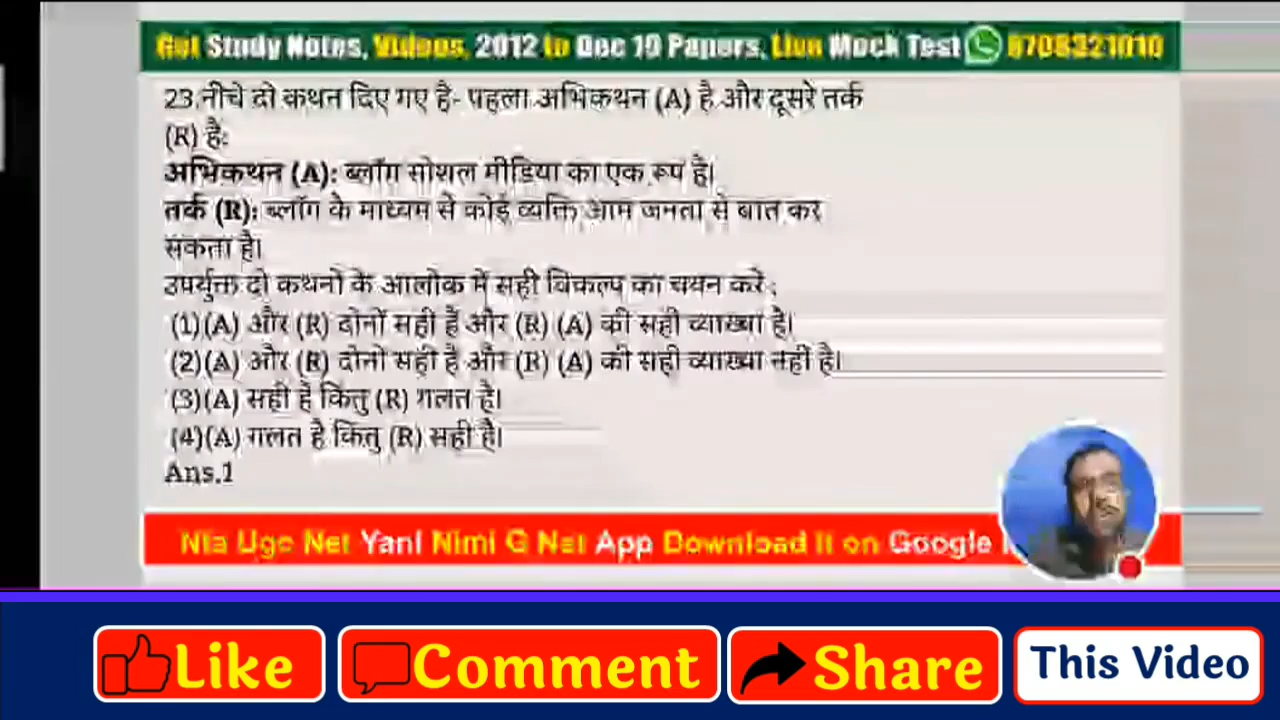 Get Study Notes, Videos, 2012 to Dec 19 Papers, Live Mock Test
23.नीचे दो कथन दिए गए है- पहला अभिकथन (A) है और दूसरे तर्क
(R) है:
अभिकथन (A): ब्लॉग सोशल मीडिया का एक रूप है।
तर्क (R): ब्लॉग के माध्यम से कोई व्यक्ति आम जनता से बात कर
सकता है।
उपर्युक्त दो कथनों के आलोक में सही विकल्प का चयन करें :
(1)(A) और (R) दोनों सही हैं और (R) (A) की सही व्याख्या है।
(2)(A) और (R) दोनों सही है और (R) (A) की सही व्याख्या नहीं है।
(3)(A) सही है किंतु (R) गलत है।
(4)(A) गलत है किंतु (R) सही है।
Ans.1
Nta Ugc Net Yani Nimi G Net App Download It on Google
Like Comment Share This Video